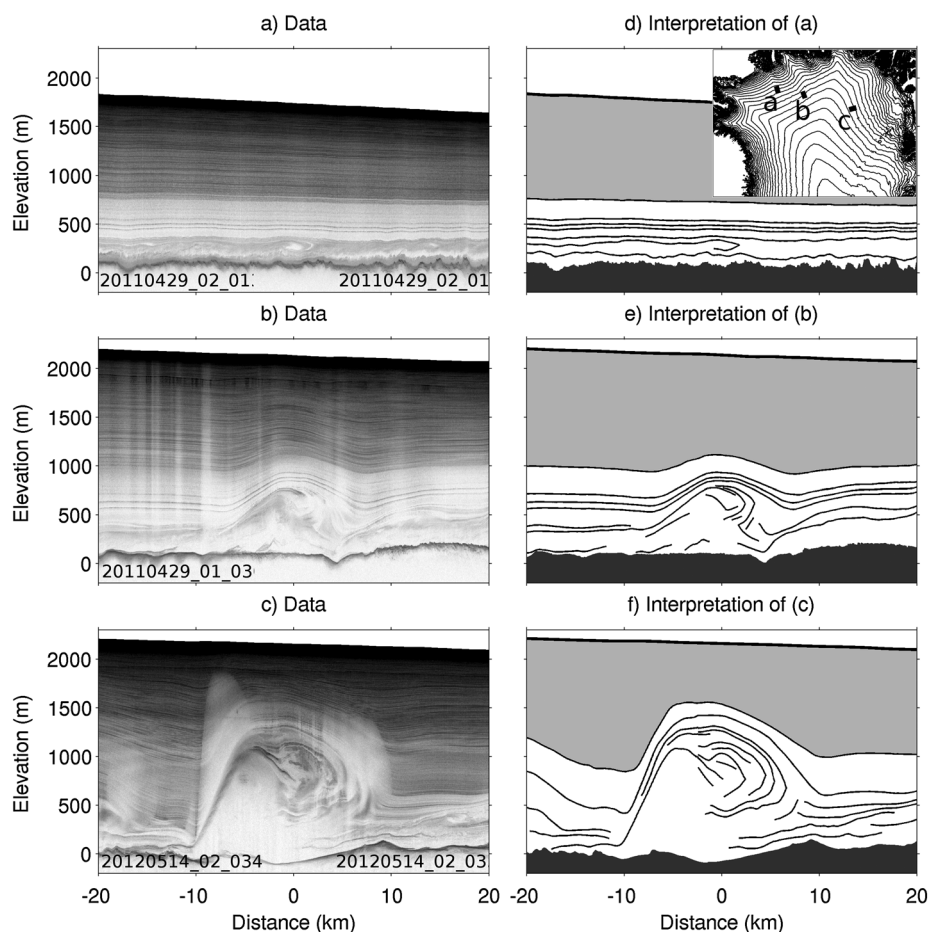 a) Data
d) Interpretation of (a)
Elevation (m)
2000
1500
1000
500
0
20110429_02_01
20110429_02_01
a
b
c
b) Data
e) Interpretation of (b)
Elevation (m)
2000
1500
1000
500
0
20110429_01_03
c) Data
f) Interpretation of (c)
Elevation (m)
2000
1500
1000
500
0
20120514_02_034
20120514_02_03
-20
-10
0
10
20
-20
-10
0
10
20
Distance (km)
Distance (km)